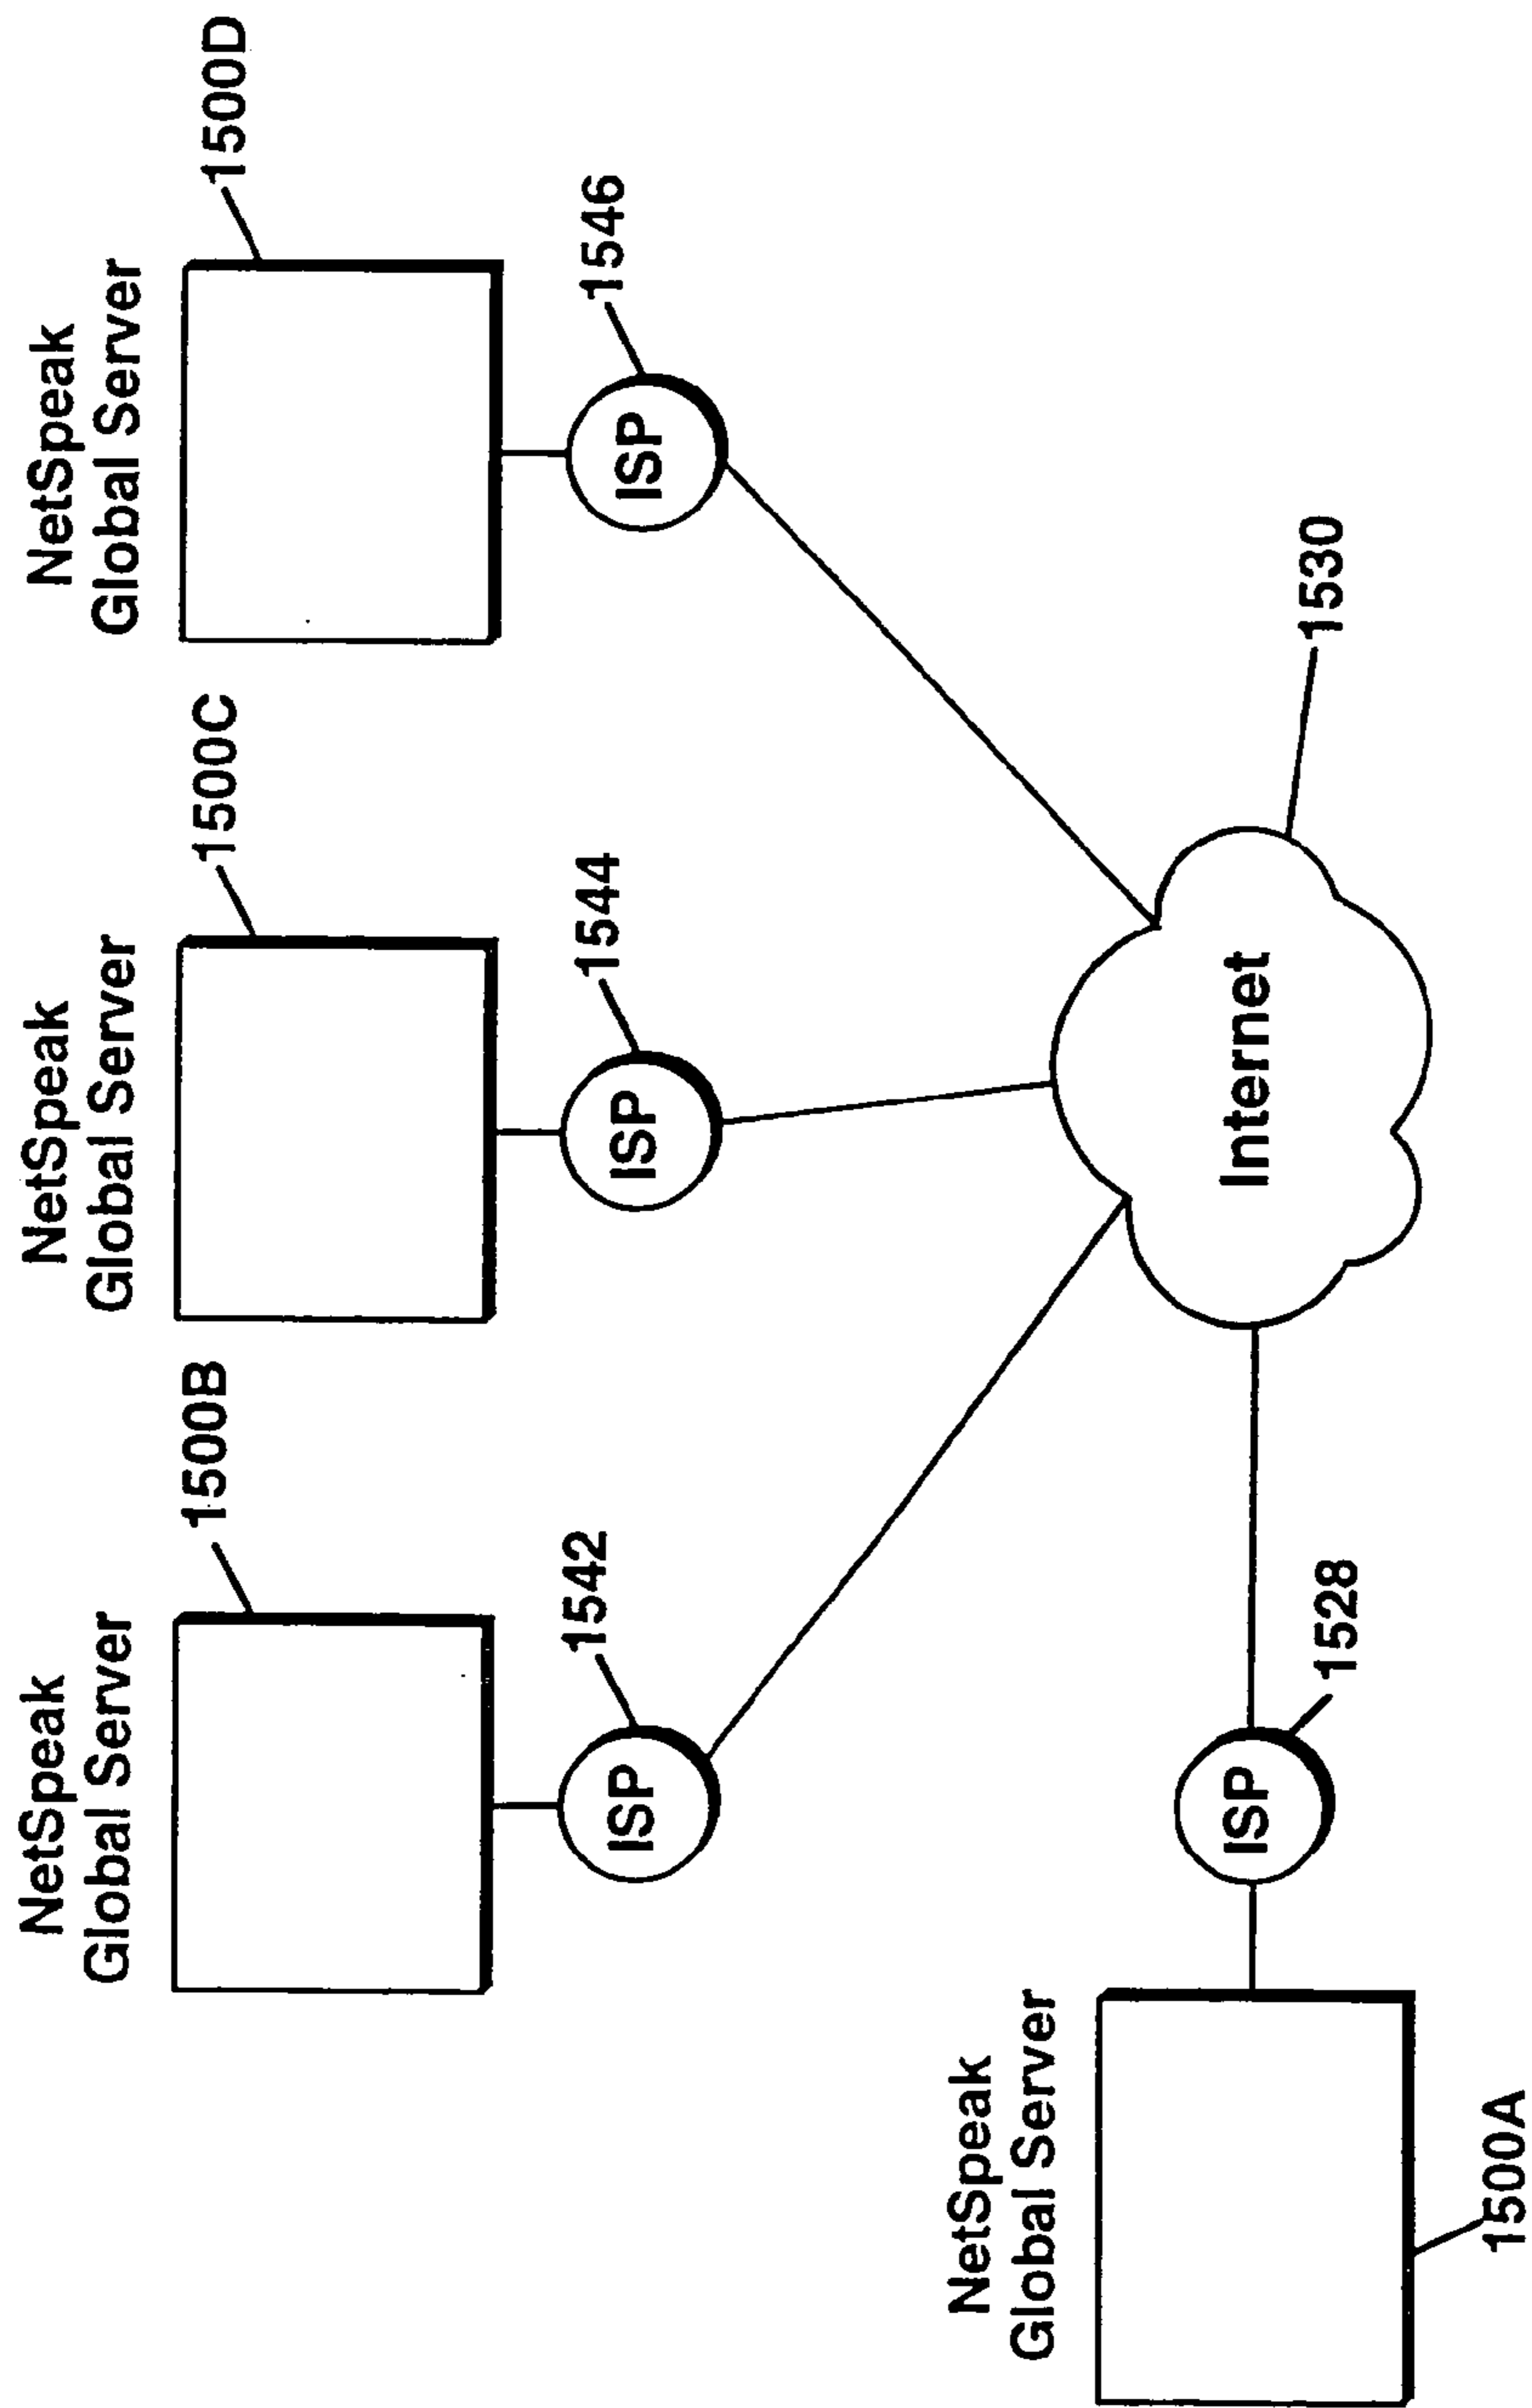 NetSpeak
Global Server
1500B
1542
ISP
NetSpeak
Global Server
1500C
1544
ISP
NetSpeak
Global Server
1500D
1546
ISP
NetSpeak
Global Server
1500A
ISP
1528
Internet
1530